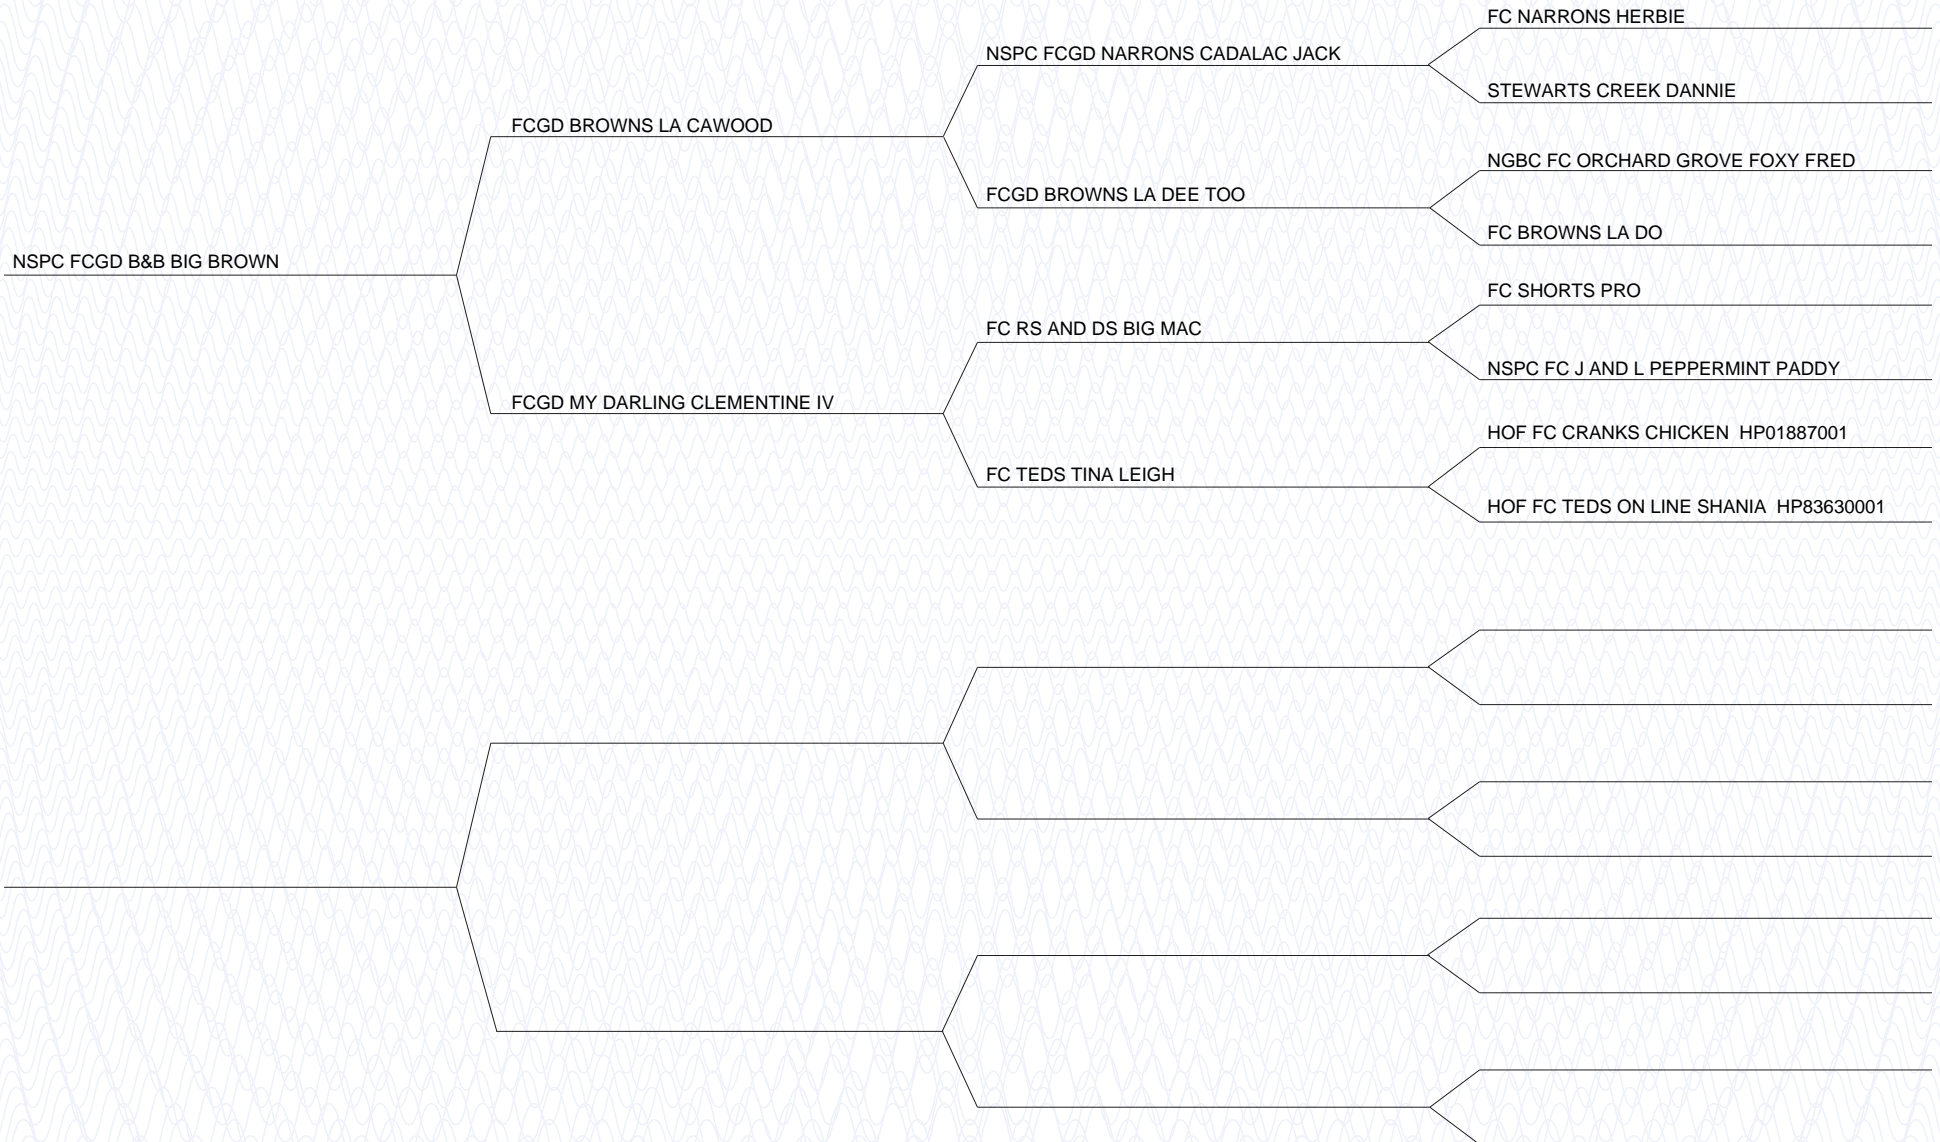 FC NARRONS HERBIE
NSPC FCGD NARRONS CADALAC JACK
STEWARTS CREEK DANNIE
FCGD BROWNS LA CAWOOD
NGBC FC ORCHARD GROVE FOXY FRED
FCGD BROWNS LA DEE TOO
FC BROWNS LA DO
NSPC FCGD B&B BIG BROWN
FC SHORTS PRO
FC RS AND DS BIG MAC
NSPC FC J AND L PEPPERMINT PADDY
FCGD MY DARLING CLEMENTINE IV
HOF FC CRANKS CHICKEN HP01887001
FC TEDS TINA LEIGH
HOF FC TEDS ON LINE SHANIA HP83630001